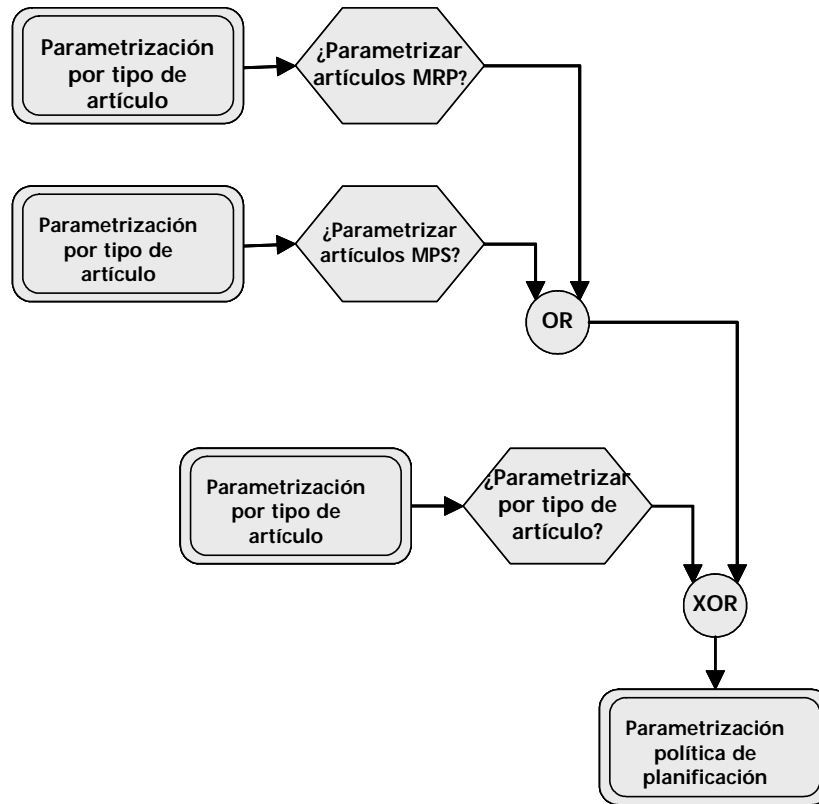 Parametrización
por tipo de
artículo
¿Parametrizar
artículos MRP?
Parametrización
por tipo de
artículo
¿Parametrizar
artículos MPS?
OR
Parametrización
por tipo de
artículo
¿Parametrizar
por tipo de
artículo?
XOR
Parametrización
política de
planificación